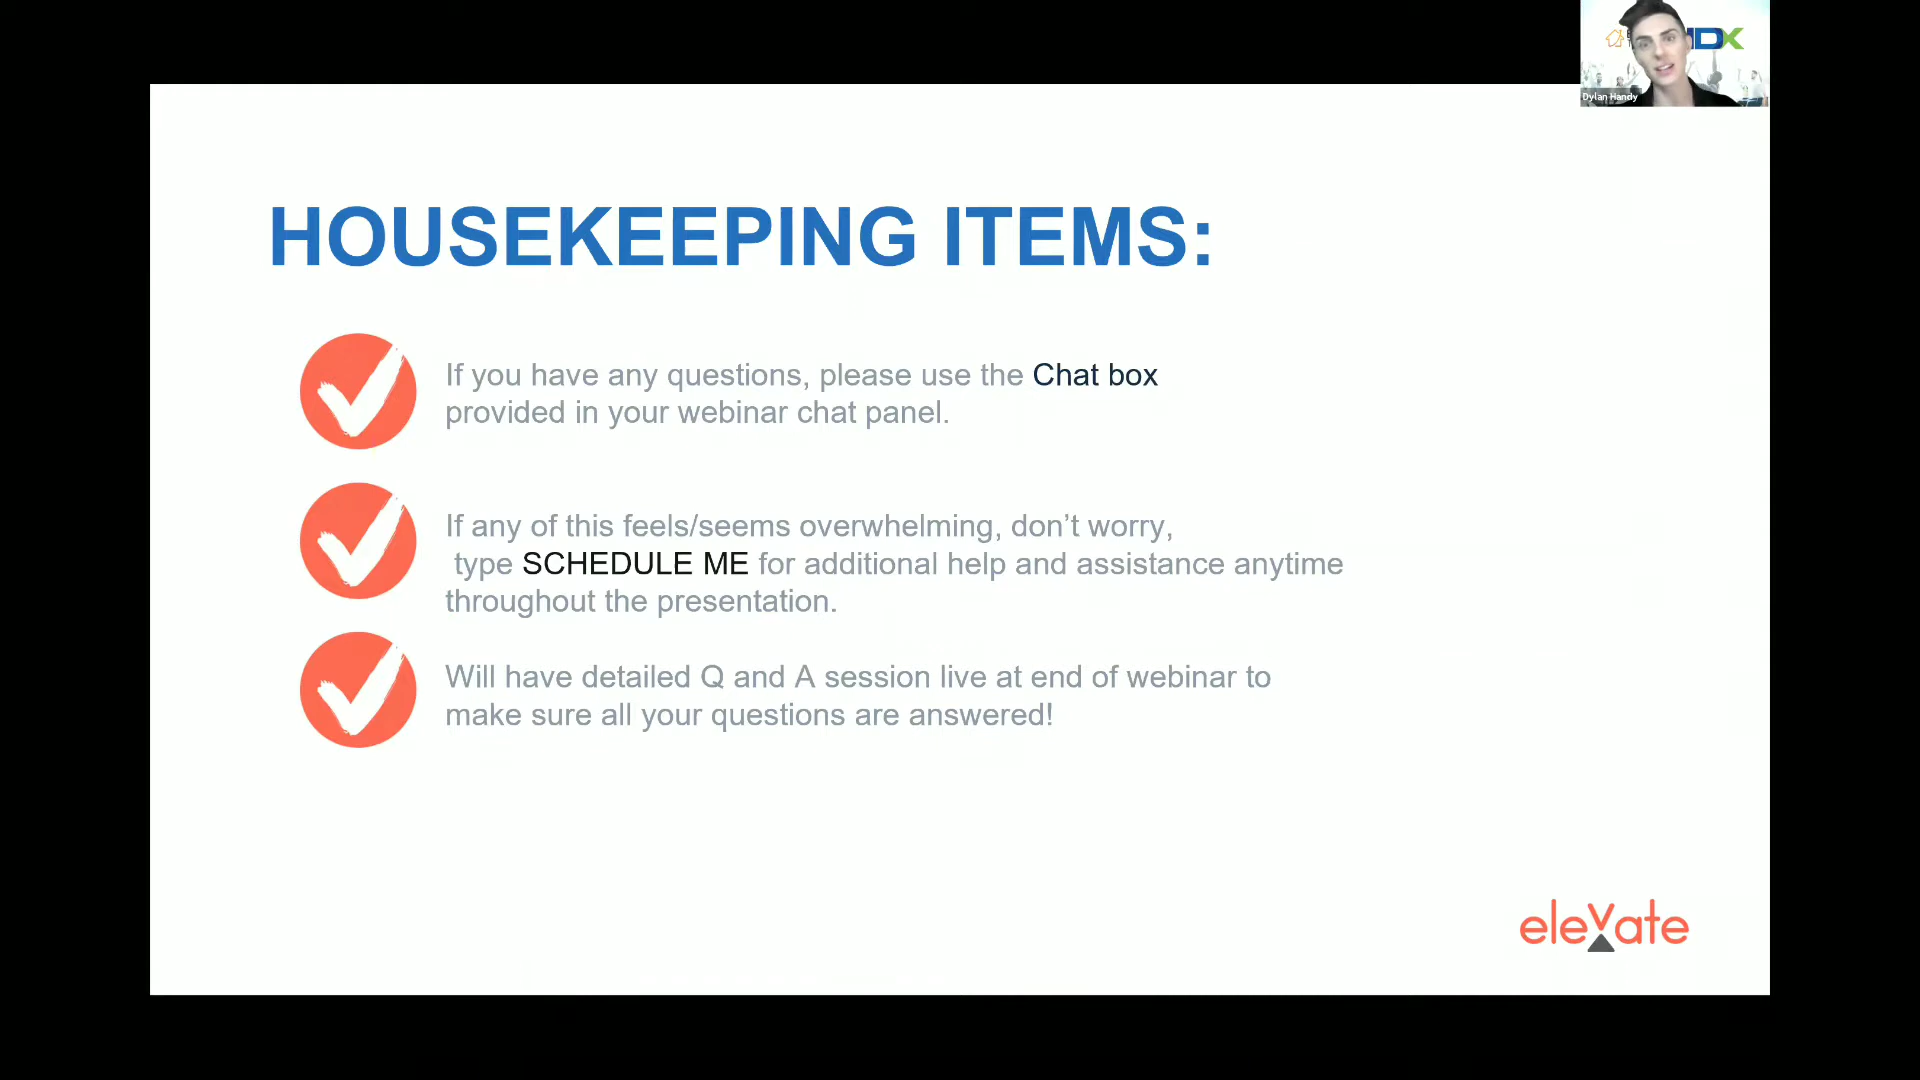 Dylan Handy
HOUSEKEEPING ITEMS:
If you have any questions, please use the Chat box
provided in your webinar chat panel.
If any of this feels/seems overwhelming, don’t worry,
type SCHEDULE ME for additional help and assistance anytime
throughout the presentation.
Will have detailed Q and A session live at end of webinar to
make sure all your questions are answered!
elevate